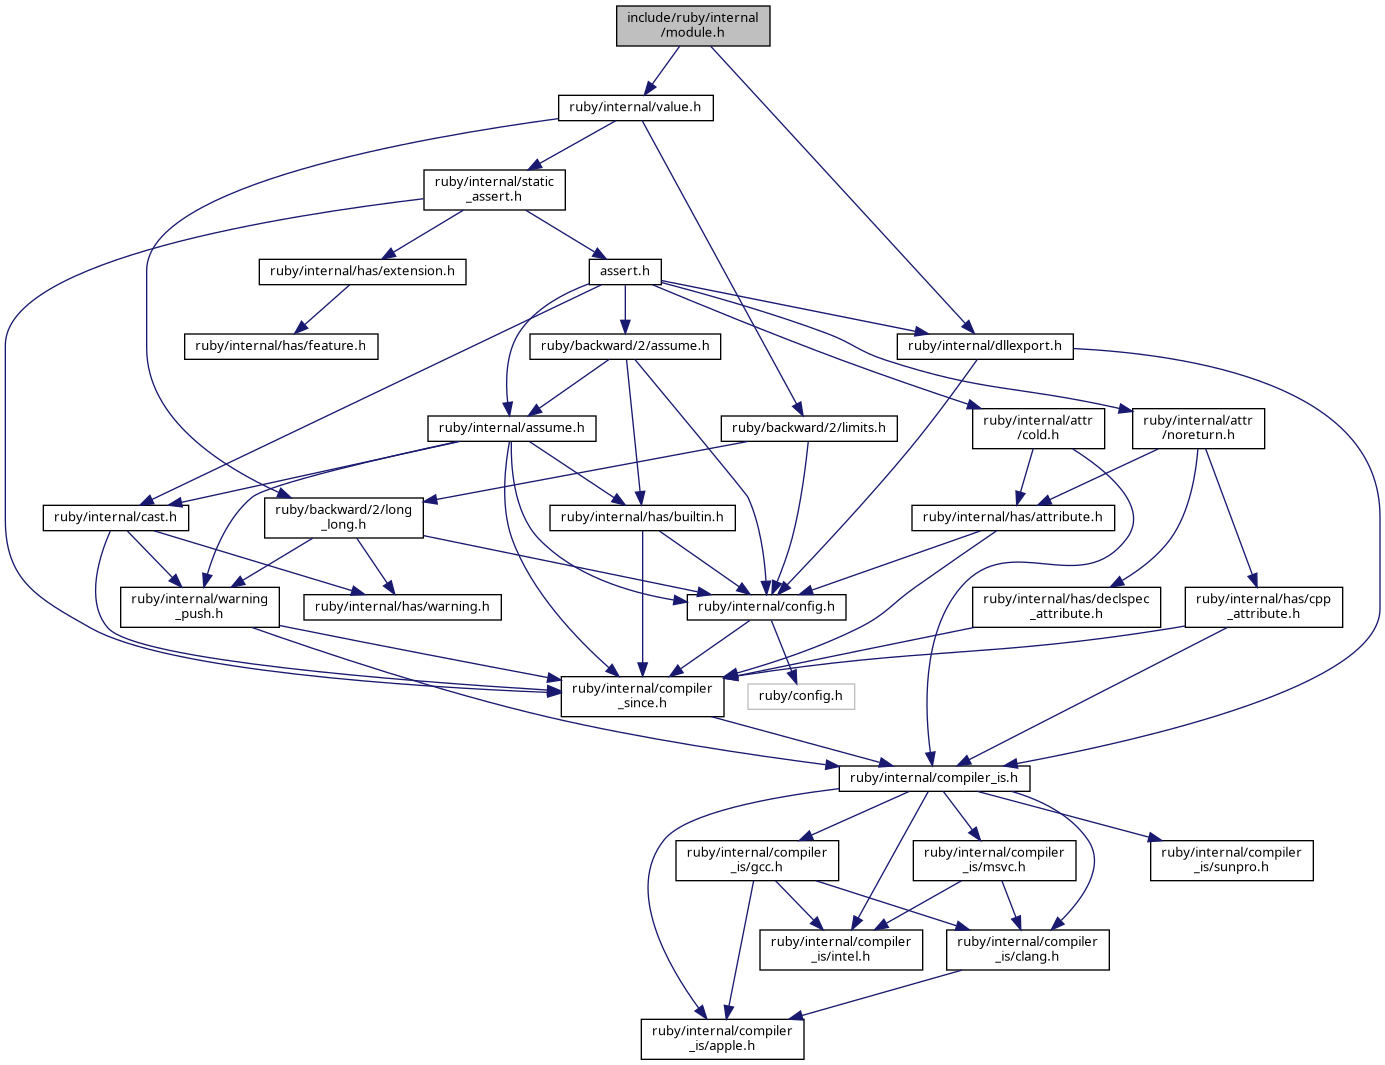 include/ruby/internal
/module.h
ruby/internal/value.h
ruby/internal/static
_assert.h
ruby/internal/has/extension.h
assert.h
ruby/internal/has/feature.h
ruby/backward/2/assume.h
ruby/internal/dllexport.h
ruby/internal/assume.h
ruby/backward/2/limits.h
ruby/internal/attr
/cold.h
ruby/internal/attr
/noreturn.h
ruby/internal/cast.h
ruby/backward/2/long
_long.h
ruby/internal/has/builtin.h
ruby/internal/has/attribute.h
ruby/internal/warning
_push.h
ruby/internal/has/warning.h
ruby/internal/config.h
ruby/internal/has/declspec
_attribute.h
ruby/internal/has/cpp
_attribute.h
ruby/internal/compiler
_since.h
ruby/config.h
ruby/internal/compiler_is.h
ruby/internal/compiler
_is/gcc.h
ruby/internal/compiler
_is/msvc.h
ruby/internal/compiler
_is/sunpro.h
ruby/internal/compiler
_is/intel.h
ruby/internal/compiler
_is/clang.h
ruby/internal/compiler
_is/apple.h